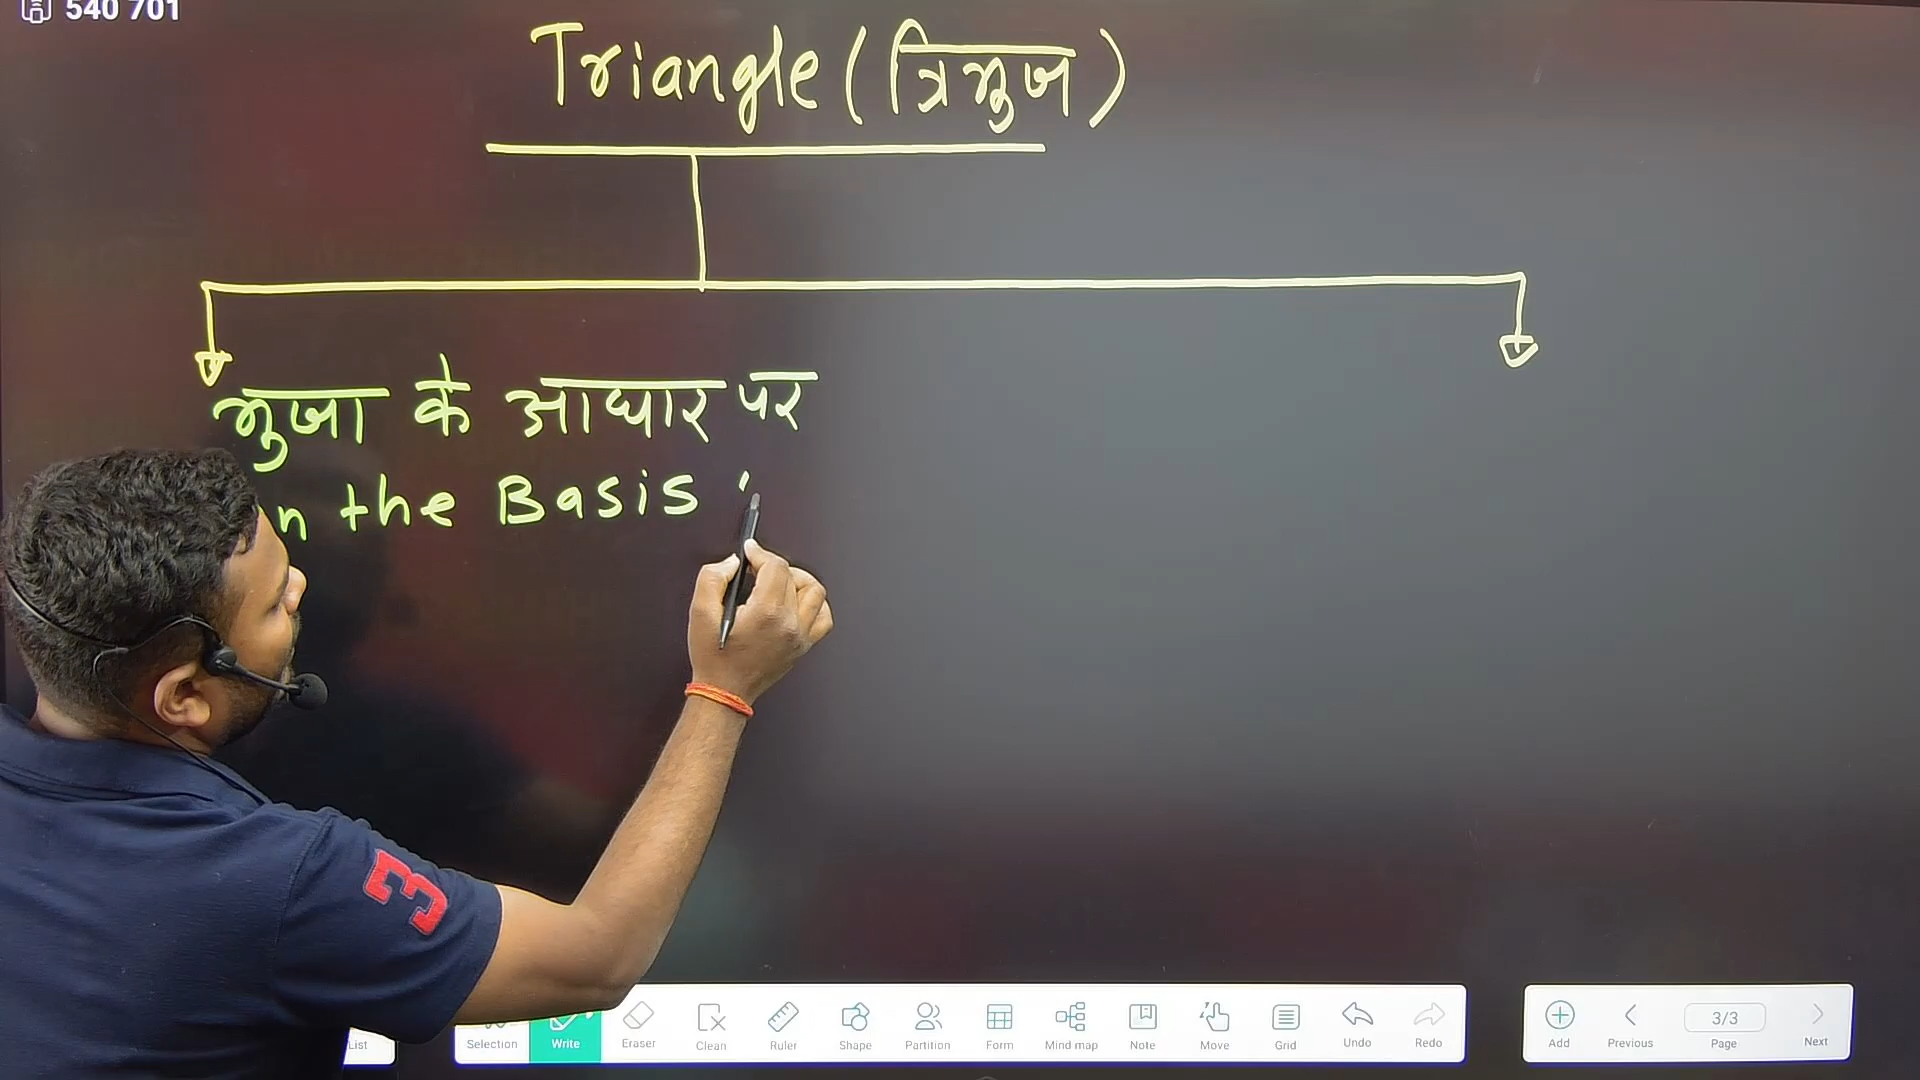 540 701
Triangle (त्रिभुज)
भुजा के आधार पर
n the Basis
3
List
Selection Write Eraser Clean Ruler Shape Partition Form Mind map Note Move Grid Undo Redo
Add Previous 3/3 Page Next